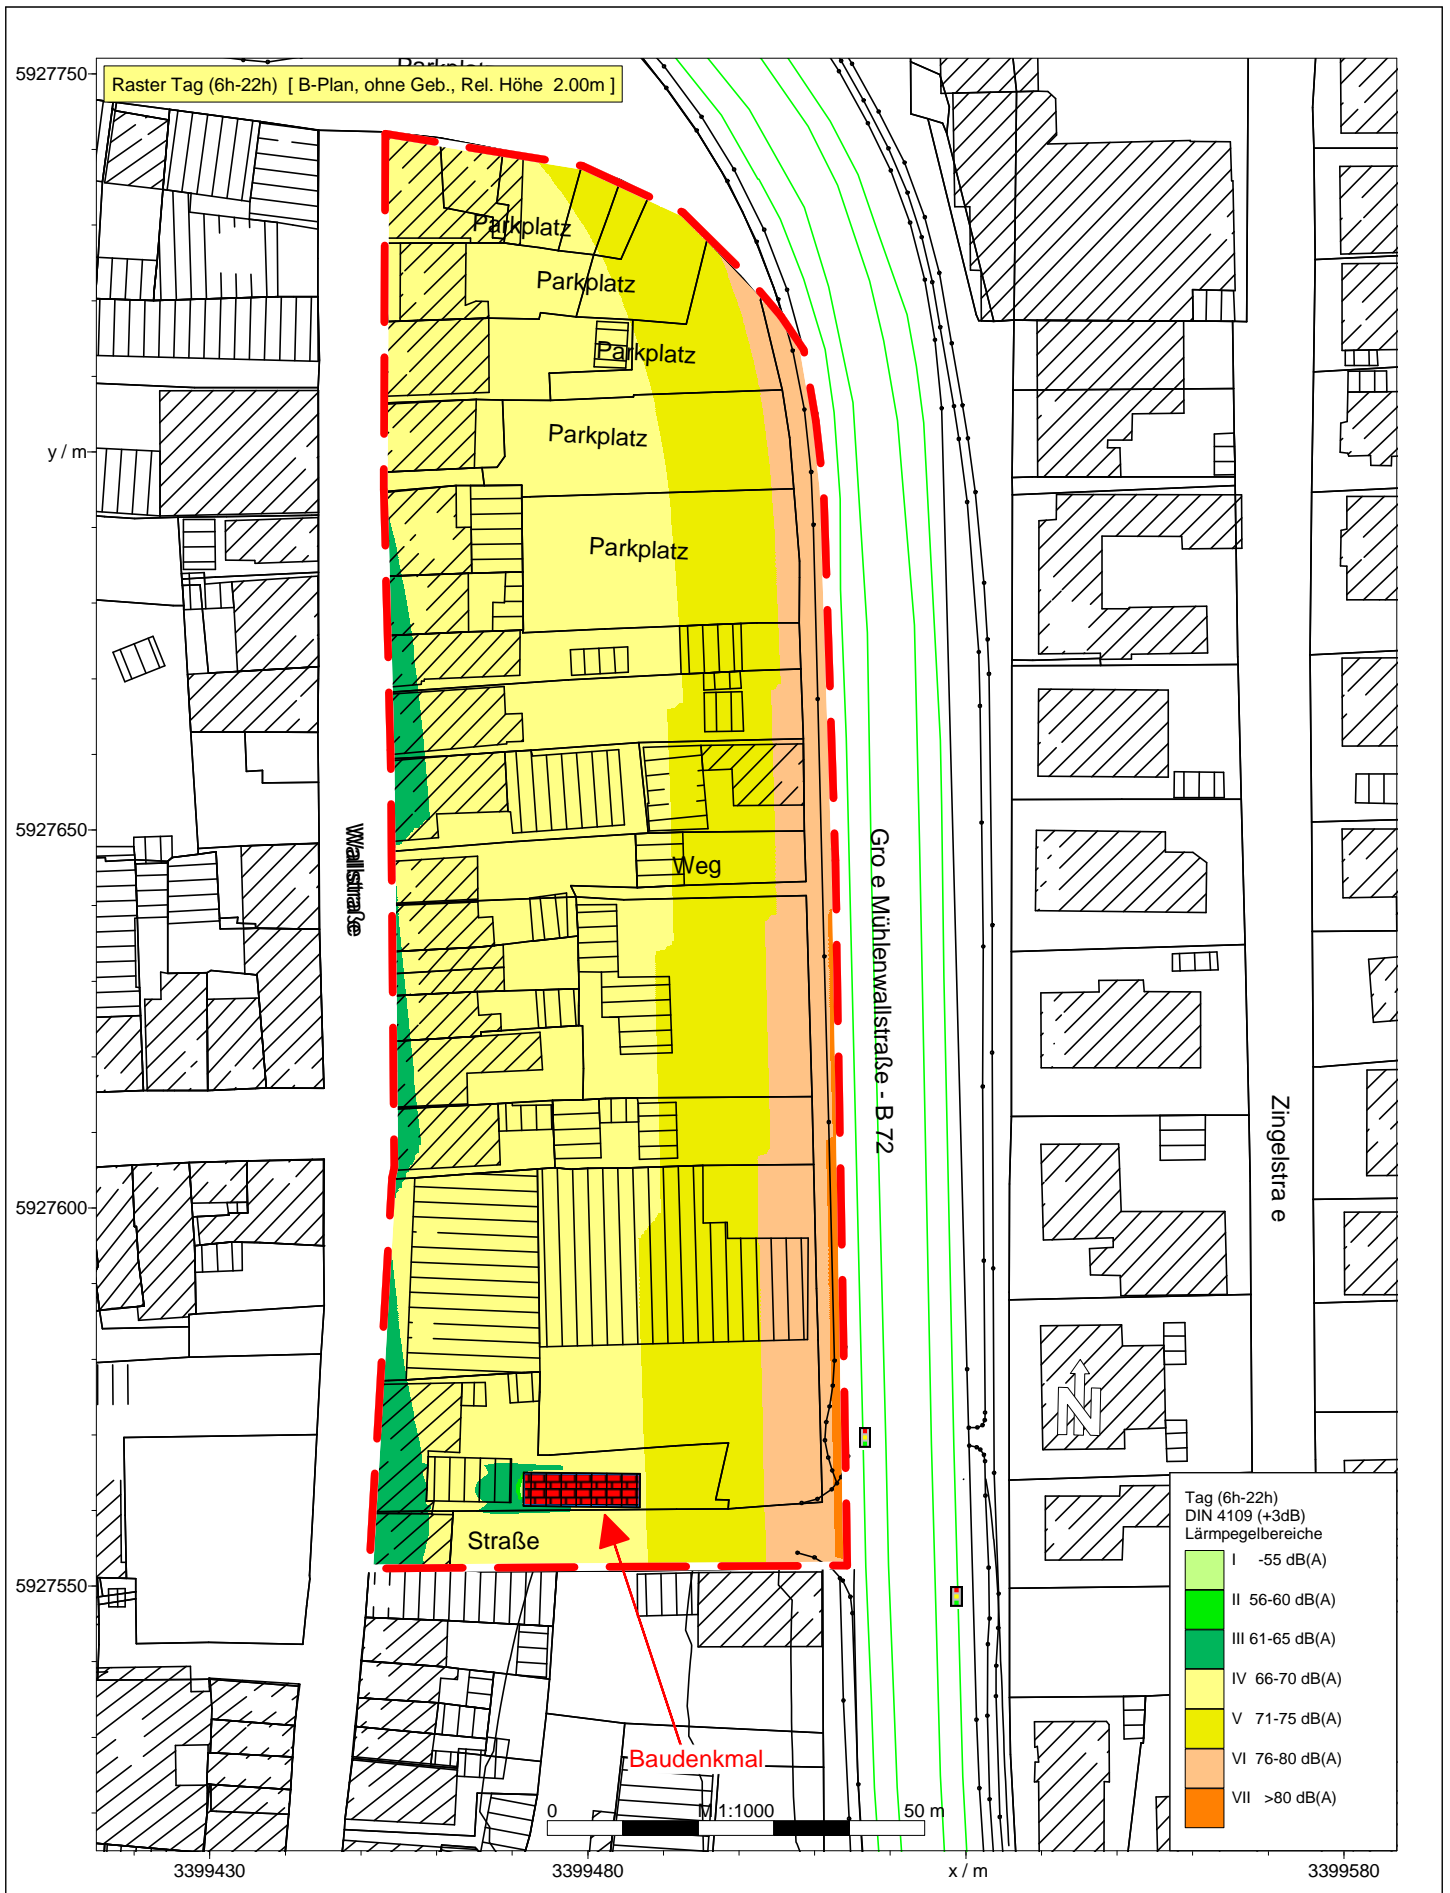 5927750
Parkplatz
Raster Tag (6h-22h) [ B-Plan, ohne Geb., Rel. Höhe 2.00m ]
Parkplatz
Parkplatz
Parkplatz
y / m
Parkplatz
Parkplatz
5927650
Wallstraße
Weg
Gro e Mühlenwallstraße - B 72
Zingelstra e
5927600
N
Straße
5927550
Tag (6h-22h)
DIN 4109 (+3dB)
Lärmpegelbereiche
I -55 dB(A)
II 56-60 dB(A)
III 61-65 dB(A)
IV 66-70 dB(A)
V 71-75 dB(A)
VI 76-80 dB(A)
VII >80 dB(A)
Baudenkmal
0 M 1:1000 50 m
3399430 3399480 x / m 3399580